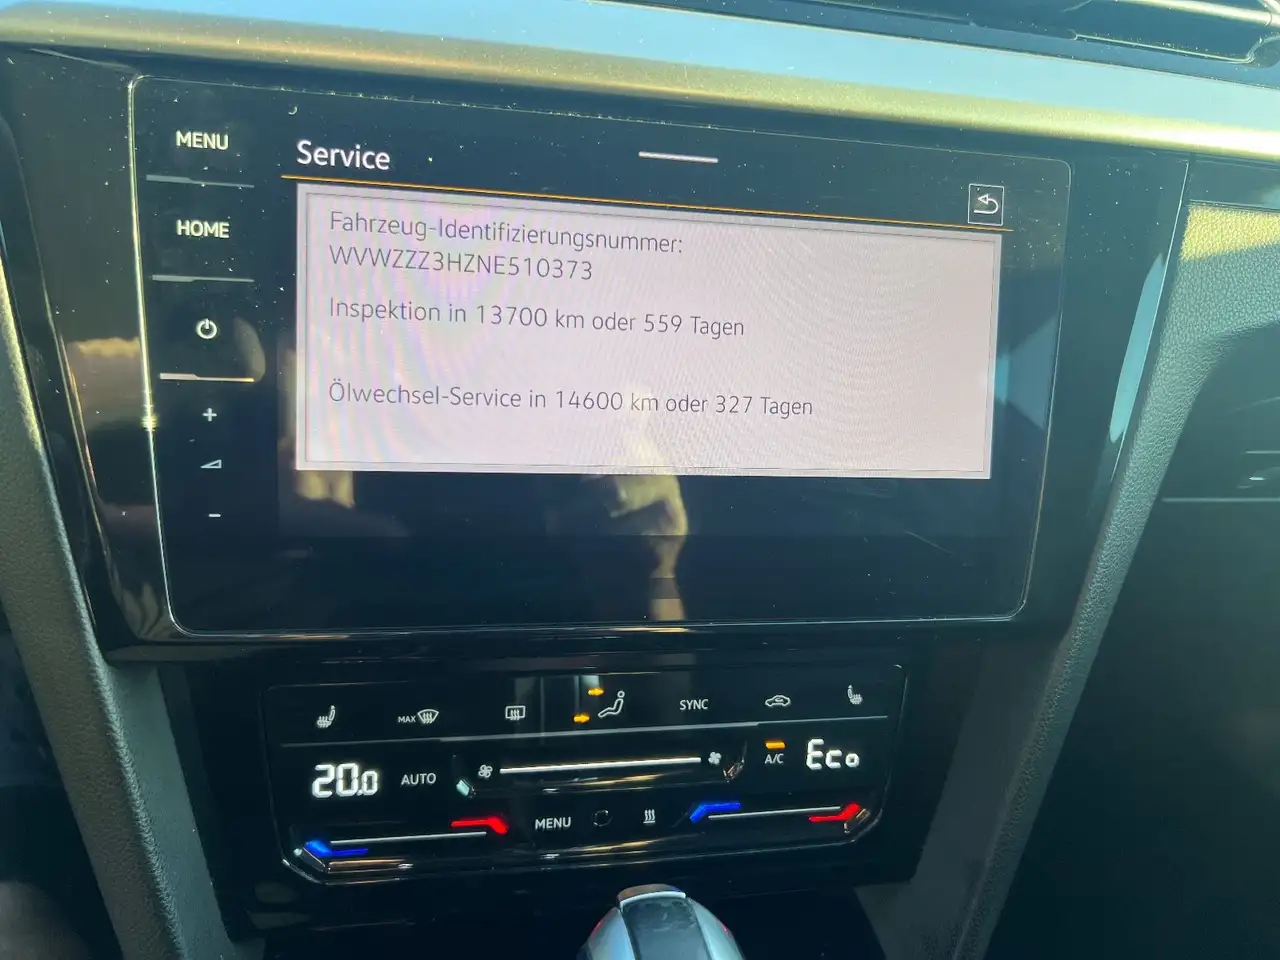 MENU
Service
HOME
Fahrzeug-Identifizierungsnummer:
WVWZZZ3HZNE510373
Inspektion in 13700 km oder 559 Tagen
Ölwechsel-Service in 14600 km oder 327 Tagen
+
-
MAX
SYNC
20.0
AUTO
A/C
Eco
MENU